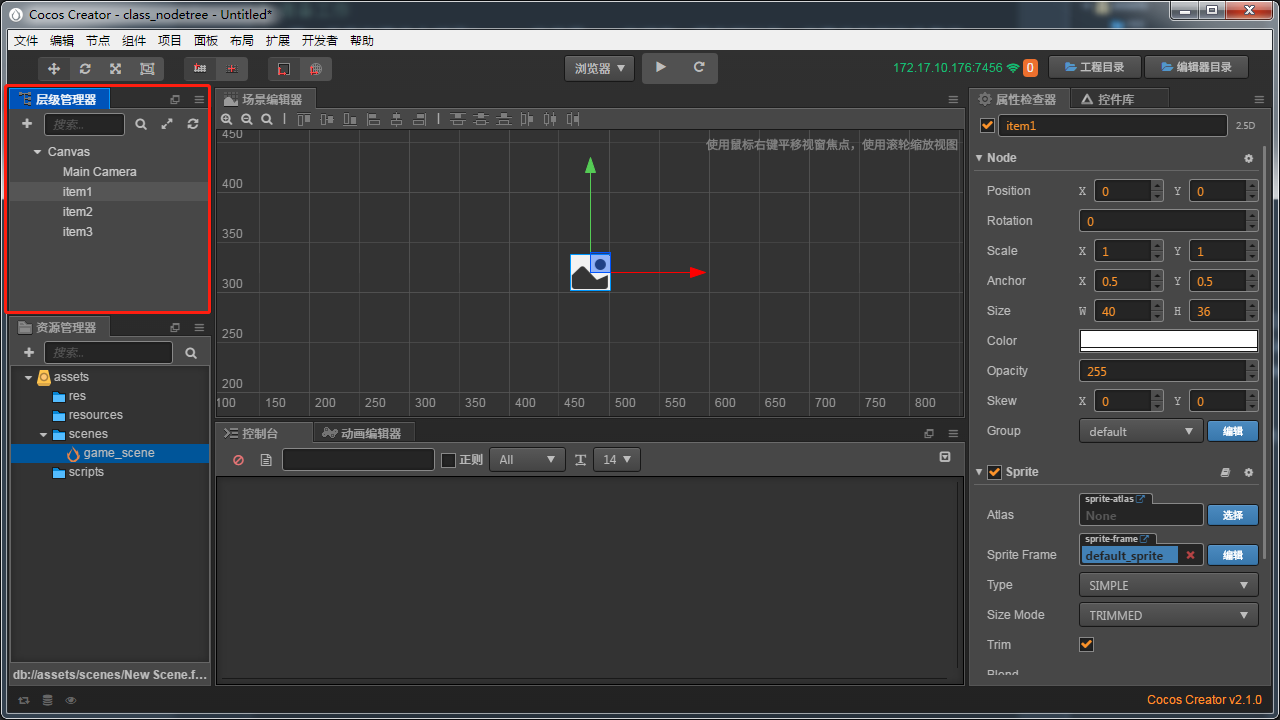 Cocos Creator - class_nodetree - Untitled*
文件 编辑 节点 组件 项目 面板 布局 扩展 开发者 帮助
浏览器
172.17.10.176:7456 0 工程目录 编辑器目录
层级管理器
搜索...
Canvas
Main Camera
item1
item2
item3
资源管理器
搜索...
assets
res
resources
scenes
game_scene
scripts
db://assets/scenes/New Scene.f...
场景编辑器
使用鼠标右键平移视窗焦点，使用滚轮缩放视图
450
400
350
300
250
200
100 150 200 250 300 350 400 450 500 550 600 650 700 750 800
控制台 动画编辑器
正则 All 14
属性检查器 控件库
item1 2.5D
Node
Position X 0 Y 0
Rotation 0
Scale X 1 Y 1
Anchor X 0.5 Y 0.5
Size W 40 H 36
Color
Opacity 255
Skew X 0 Y 0
Group default 编辑
Sprite
sprite-atlas
Atlas None 选择
sprite-frame
Sprite Frame default_sprite 编辑
Type SIMPLE
Size Mode TRIMMED
Trim
Blend
Cocos Creator v2.1.0